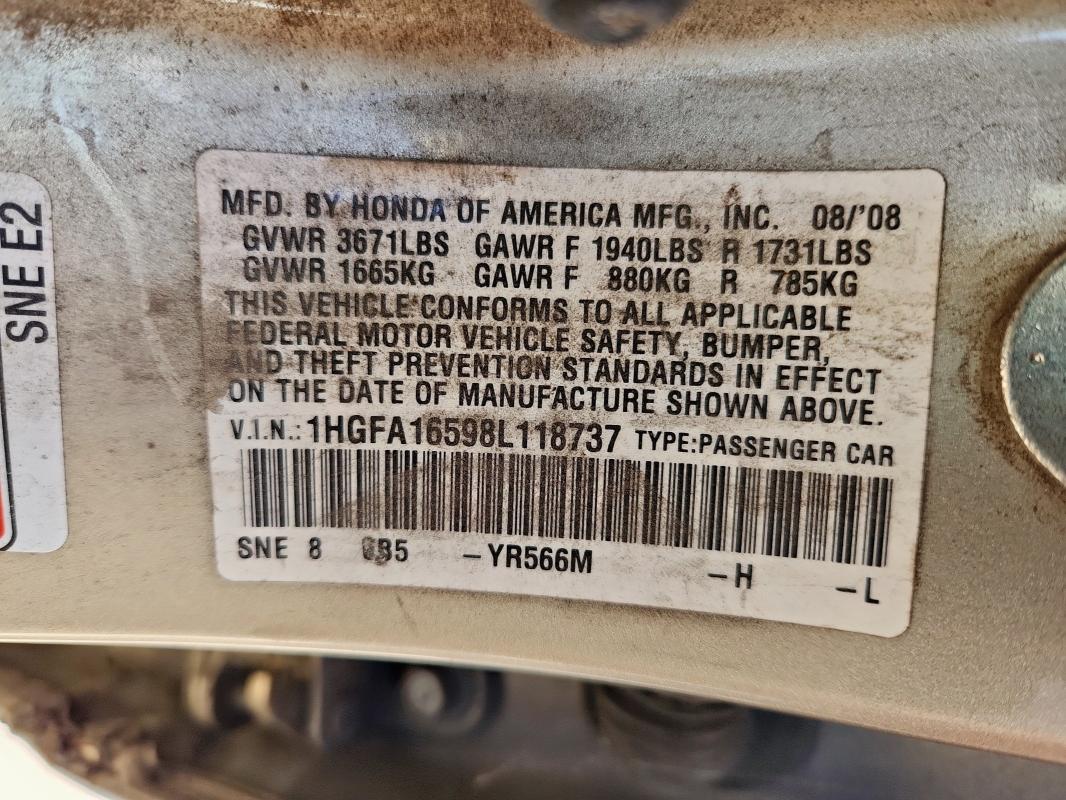 SNE E2
MFD. BY HONDA OF AMERICA MFG., INC. 08/'08
GVWR 3671LBS GAWR F 1940LBS R 1731LBS
GVWR 1665KG GAWR F 880KG R 785KG
THIS VEHICLE CONFORMS TO ALL APPLICABLE
FEDERAL MOTOR VEHICLE SAFETY, BUMPER,
AND THEFT PREVENTION STANDARDS IN EFFECT
ON THE DATE OF MANUFACTURE SHOWN ABOVE.
V.I.N.: 1HGFA16598L118737 TYPE:PASSENGER CAR
SNE 8 -YR566M -H -L